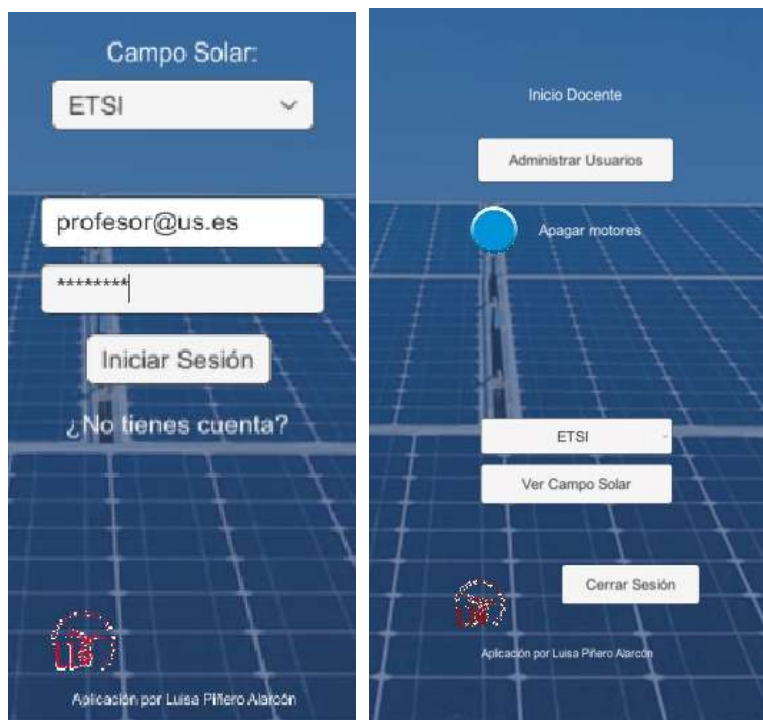 Campo Solar:
ETSI
profesor@us.es
********
Iniciar Sesión
¿No tienes cuenta?
Aplicación por Luisa Piñero Alarcón
Inicio Docente
Administrar Usuarios
Apagar motores
ETSI
Ver Campo Solar
Cerrar Sesión
Aplicación por Luisa Piñero Alarcón